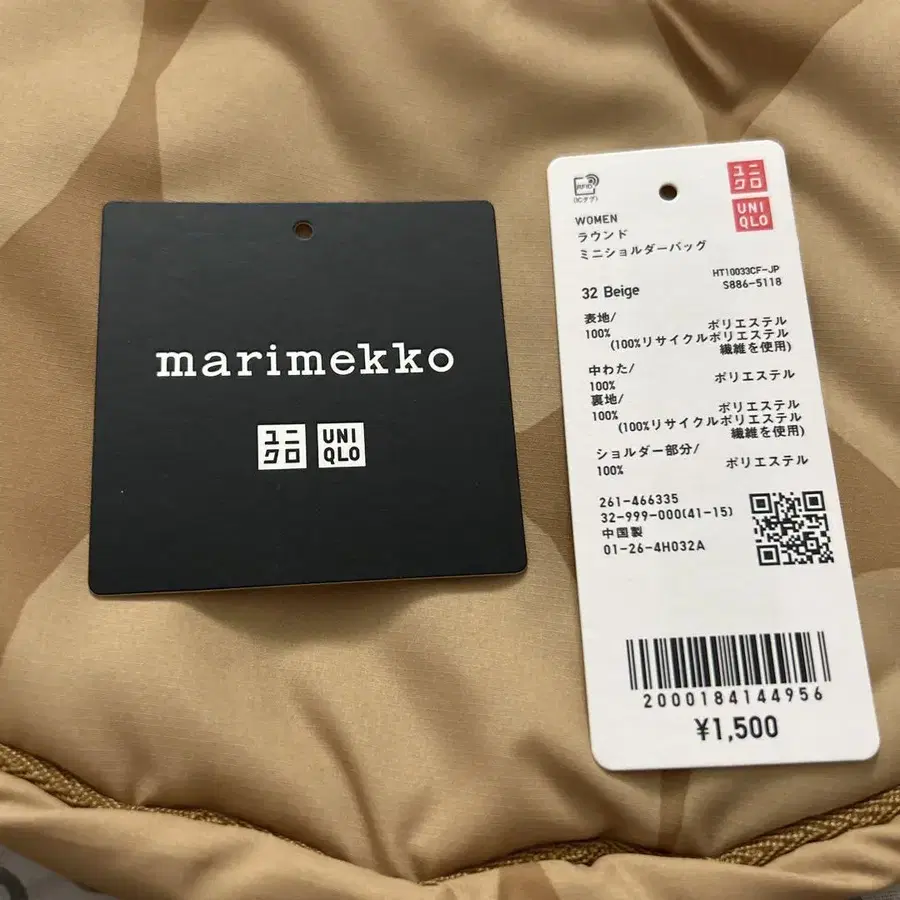 marimekko
ユニ
クロ
UNI
QLO
RFID
(ICタグ)
ユニ
クロ
UNI
QLO
WOMEN
ラウンド
ミニショルダーバッグ
HT10033CF-JP
32 Beige S886-5118
表地/
100% ポリエステル
(100%リサイクルポリエステル
繊維を使用)
中わた/
100% ポリエステル
裏地/
100% ポリエステル
(100%リサイクルポリエステル
繊維を使用)
ショルダー部分/
100% ポリエステル
261-466335
32-999-000(41-15)
中国製
01-26-4H032A
2000184144956
¥1,500